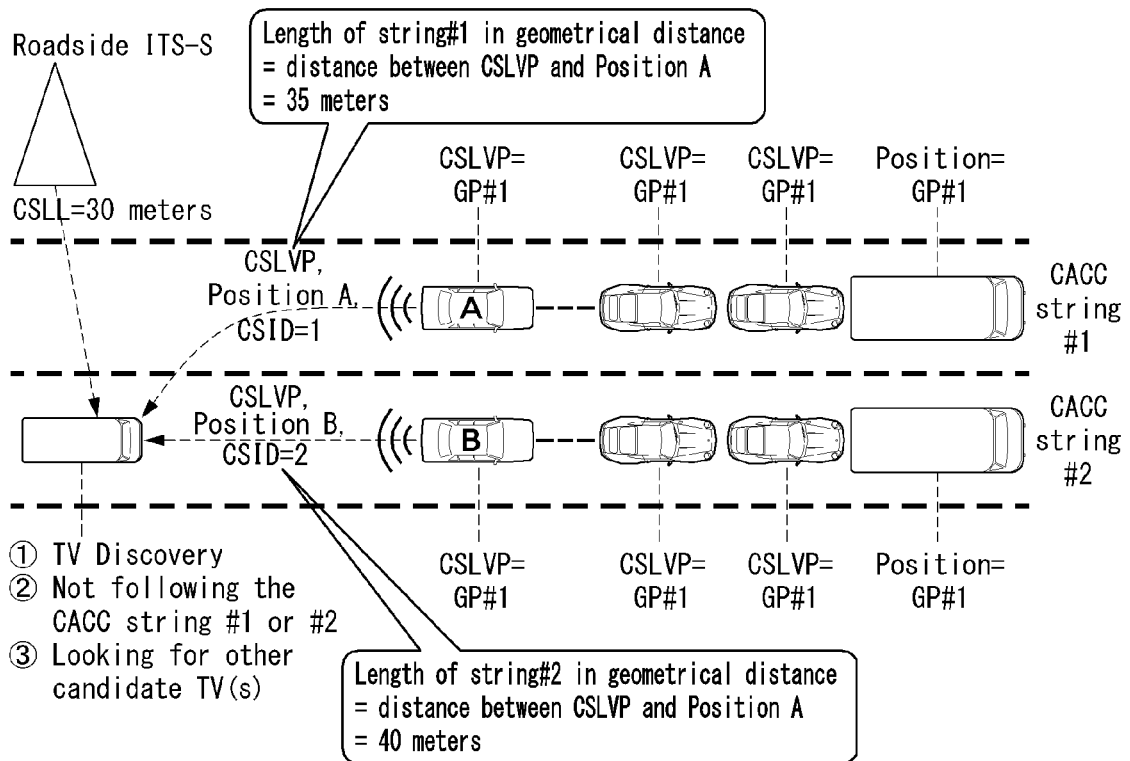 Roadside ITS-S
Length of string#1 in geometrical distance
= distance between CSLVP and Position A
= 35 meters
CSLL=30 meters
CSLVP=
GP#1
CSLVP=
GP#1
CSLVP=
GP#1
Position=
GP#1
CSLVP,
Position A,
CSID=1
A
CACC
string
#1
CSLVP,
Position B,
CSID=2
B
CACC
string
#2
① TV Discovery
② Not following the
CACC string #1 or #2
③ Looking for other
candidate TV(s)
CSLVP=
GP#1
CSLVP=
GP#1
CSLVP=
GP#1
Position=
GP#1
Length of string#2 in geometrical distance
= distance between CSLVP and Position A
= 40 meters